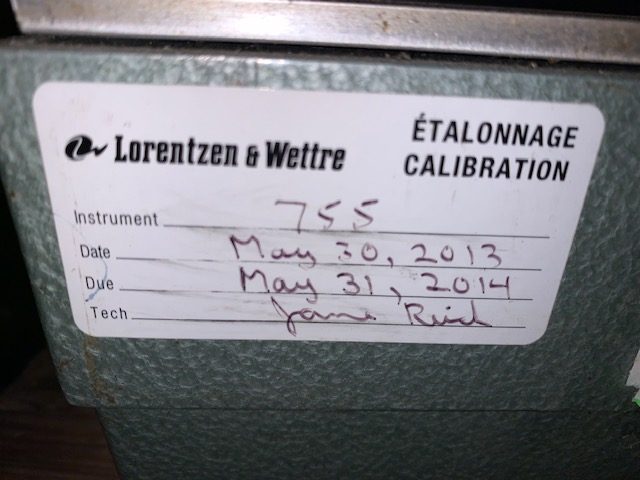 Lorentzen & Wettre
ÉTALONNAGE
CALIBRATION
Instrument 755
Date May 30, 2013
Due May 31, 2014
Tech